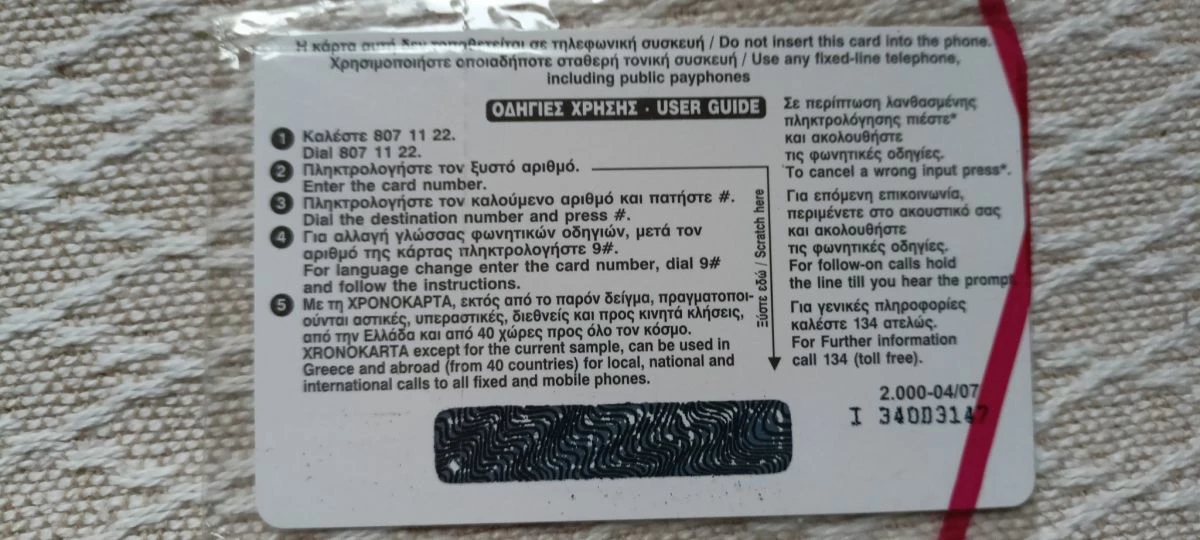 Η κάρτα αυτή δεν τοποθετείται σε τηλεφωνική συσκευή / Do not insert this card into the phone.
Χρησιμοποιήστε οποιαδήποτε σταθερή τονική συσκευή / Use any fixed-line telephone,
including public payphones
ΟΔΗΓΙΕΣ ΧΡΗΣΗΣ · USER GUIDE
1 Καλέστε 807 11 22.
Dial 807 11 22.
2 Πληκτρολογήστε τον ξυστό αριθμό.
Enter the card number.
3 Πληκτρολογήστε τον καλούμενο αριθμό και πατήστε #.
Dial the destination number and press #.
4 Για αλλαγή γλώσσας φωνητικών οδηγιών, μετά τον
αριθμό της κάρτας πληκτρολογήστε 9#.
For language change enter the card number, dial 9#
and follow the instructions.
5 Με τη ΧΡΟΝΟΚΑΡΤΑ, εκτός από το παρόν δείγμα, πραγματοποι-
ούνται αστικές, υπεραστικές, διεθνείς και προς κινητά κλήσεις,
από την Ελλάδα και από 40 χώρες προς όλο τον κόσμο.
XRONOKARTA except for the current sample, can be used in
Greece and abroad (from 40 countries) for local, national and
international calls to all fixed and mobile phones.
Ξύστε εδώ / Scratch here
Σε περίπτωση λανθασμένης
πληκτρολόγησης πιέστε*
και ακολουθήστε
τις φωνητικές οδηγίες.
To cancel a wrong input press*.
Για επόμενη επικοινωνία,
περιμένετε στο ακουστικό σας
και ακολουθήστε
τις φωνητικές οδηγίες.
For follow-on calls hold
the line till you hear the prompt
Για γενικές πληροφορίες
καλέστε 134 ατελώς.
For Further information
call 134 (toll free).
2.000-04/07
I 34003147